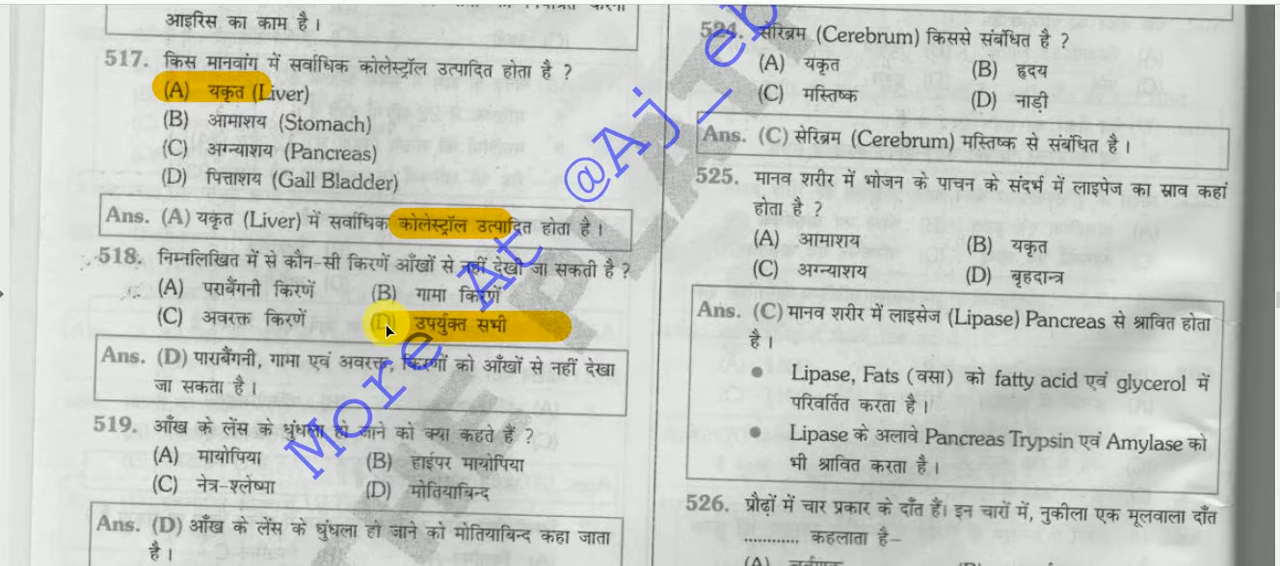 आइरिस का काम है।
517. किस मानवांग में सर्वाधिक कोलेस्ट्रॉल उत्पादित होता है ?
(A) यकृत (Liver)
(B) आमाशय (Stomach)
(C) अग्न्याशय (Pancreas)
(D) पित्ताशय (Gall Bladder)
Ans. (A) यकृत (Liver) में सर्वाधिक कोलेस्ट्रॉल उत्पादित होता है।
518. निम्नलिखित में से कौन-सी किरणें आँखों से नहीं देखी जा सकती है ?
(A) पराबैंगनी किरणें (B) गामा किरणें
(C) अवरक्त किरणें (D) उपर्युक्त सभी
Ans. (D) पाराबैंगनी, गामा एवं अवरक्त, किरणों को आँखों से नहीं देखा
जा सकता है।
519. आँख के लेंस के धुंधला हो जाने को क्या कहते हैं ?
(A) मायोपिया (B) हाईपर मायोपिया
(C) नेत्र-श्लेष्मा (D) मोतियाबिन्द
Ans. (D) आँख के लेंस के धुंधला हो जाने को मोतियाबिन्द कहा जाता
है।
524. सेरिब्रम (Cerebrum) किससे संबंधित है ?
(A) यकृत (B) हृदय
(C) मस्तिष्क (D) नाड़ी
Ans. (C) सेरिब्रम (Cerebrum) मस्तिष्क से संबंधित है।
525. मानव शरीर में भोजन के पाचन के संदर्भ में लाइपेज का स्राव कहां
होता है ?
(A) आमाशय (B) यकृत
(C) अग्न्याशय (D) बृहदान्त्र
Ans. (C) मानव शरीर में लाइसेज (Lipase) Pancreas से श्रावित होता
है।
● Lipase, Fats (वसा) को fatty acid एवं glycerol में
परिवर्तित करता है।
● Lipase के अलावे Pancreas Trypsin एवं Amylase को
भी श्रावित करता है।
526. प्रौढ़ों में चार प्रकार के दाँत हैं। इन चारों में, नुकीला एक मूलवाला दाँत
............ कहलाता है–
More At @Aj_eb